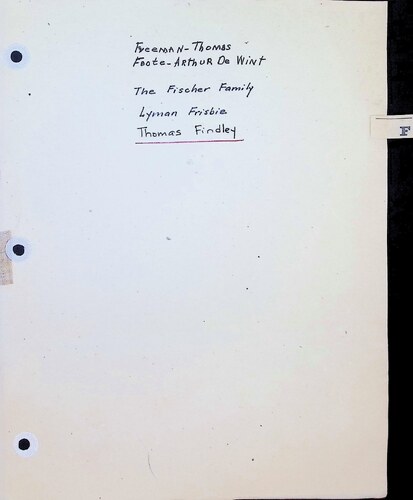 Freeman-Thomas
Foote-Arthur De Wint
The Fischer Family
Lyman Frisbie
Thomas Findley
F